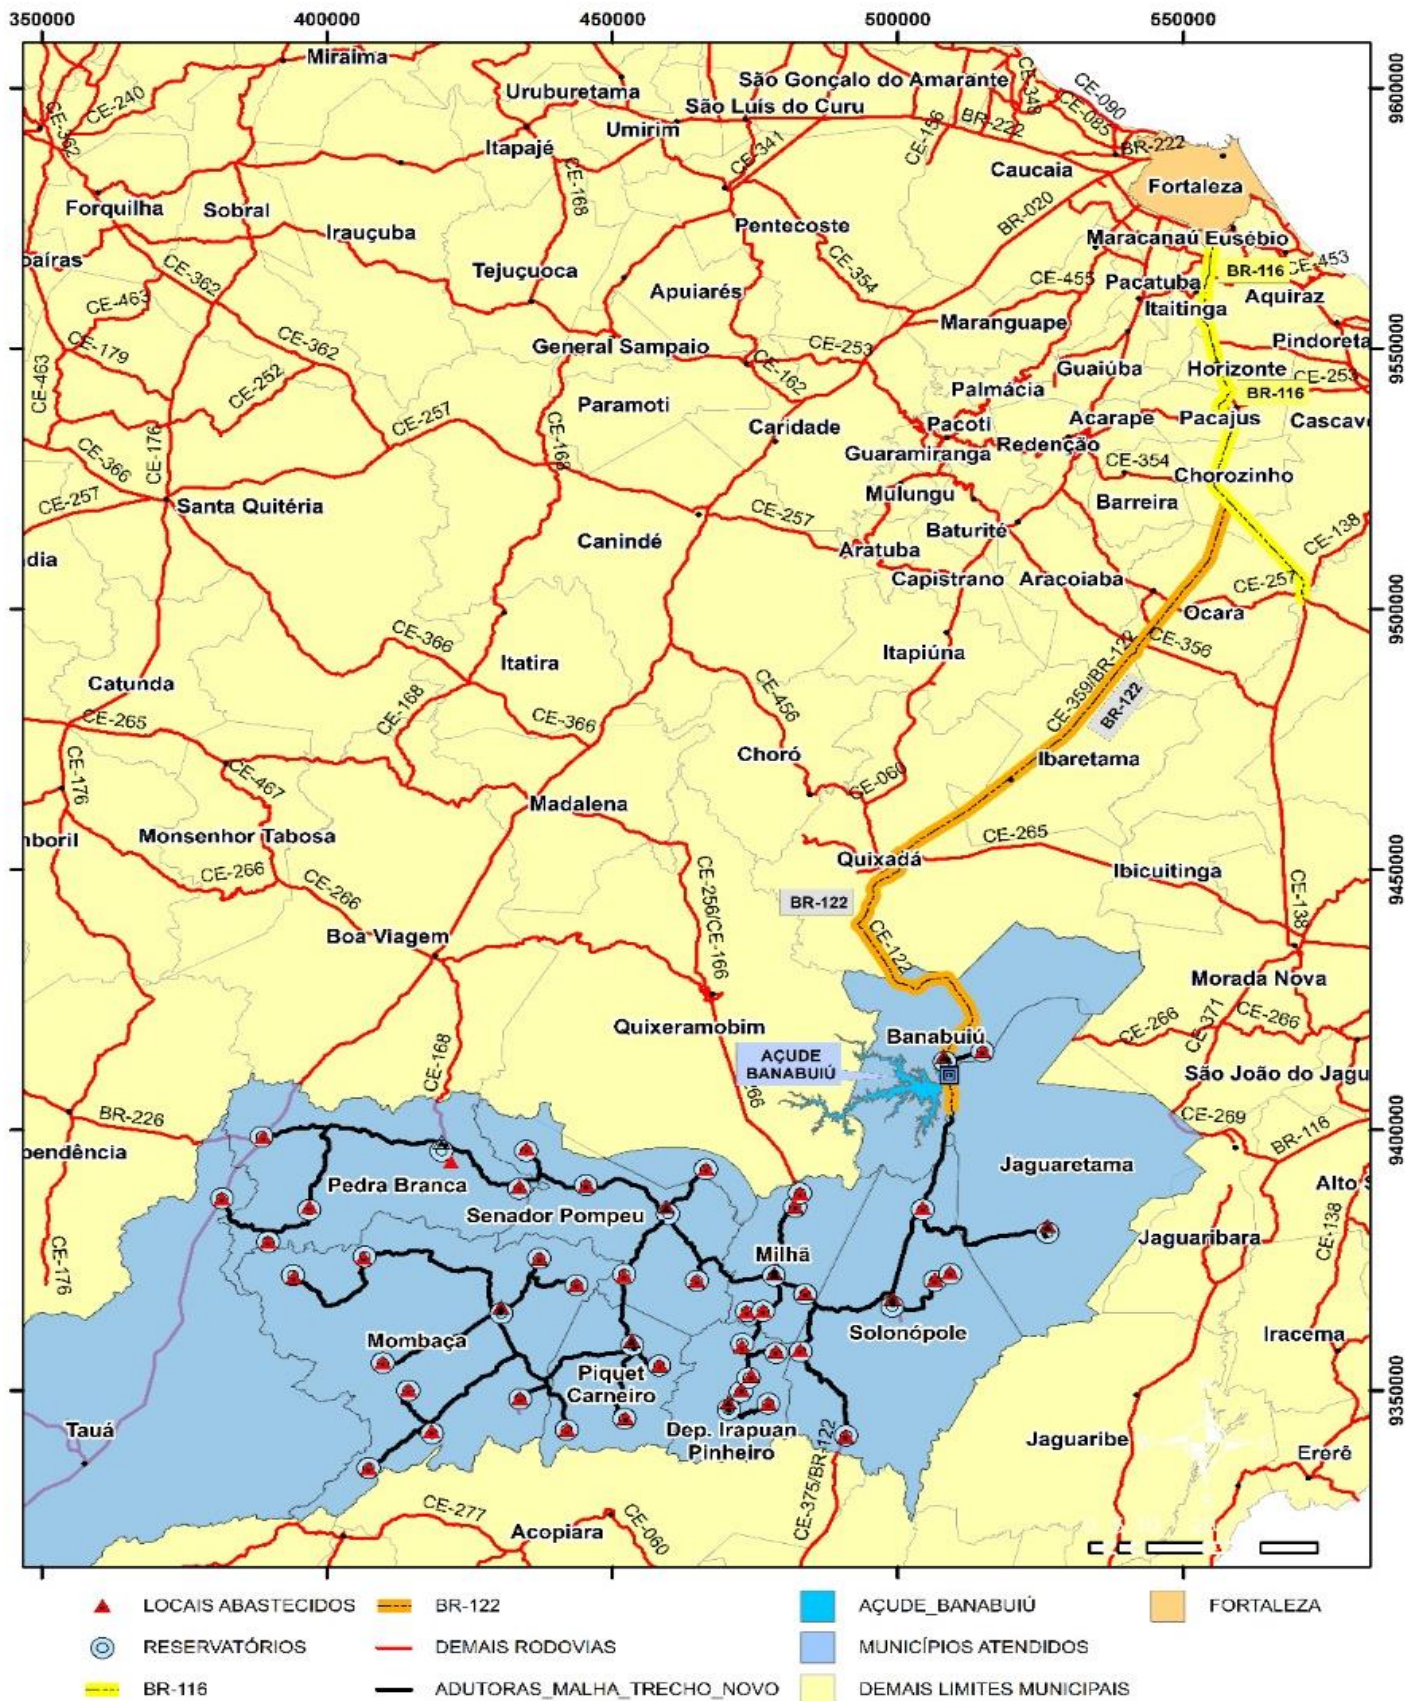 350000 400000 450000 500000 550000
Miraima
São Gonçalo do Amarante
CE-348
CE-090
9600000
CE-240
Uruburetama
São Luís do Curu
CE-085
CE-362
Umirim
CE-156
BR-222
BR-222
Itapajé
CE-341
Caucaia
CE-168
Fortaleza
Forquilha
Sobral
Irauçuba
Pentecoste
BR-020
Maracanaú Eusébio
aíras
CE-362
Tejuçuoca
CE-354
CE-455
BR-116
CE-453
CE-463
Apuiarés
Pacatuba
Aquiraz
Itaitinga
Maranguape
CE-179
CE-362
General Sampaio
CE-253
Pindoreta
9550000
CE-463
CE-252
CE-162
Guaiúba
Horizonte
CE-253
Palmácia
BR-116
Paramoti
CE-257
Caridade
Pacoti
Acarape
Pacajus
Cascave
CE-176
CE-168
Redenção
CE-366
Guaramiranga
CE-354
Chorozinho
CE-257
Santa Quitéria
Mulungu
Barreira
CE-257
Baturité
CE-138
Canindé
Aratuba
dia
Capistrano
Aracoiaba
CE-257
Ocara
9500000
CE-366
Itatira
Itapiúna
CE-356
CE-359/BR-122
Catunda
CE-168
CE-456
BR-122
CE-265
CE-366
Choró
Ibaretama
CE-176
CE-467
CE-060
Madalena
Monsenhor Tabosa
nboril
CE-265
Quixadá
Ibicuitinga
9450000
CE-266
CE-266
BR-122
CE-256/CE-166
CE-138
Boa Viagem
CE-122
Morada Nova
Quixeramobim
CE-371
CE-266
CE-266
Banabuiú
AÇUDE
BANABUIÚ
CE-168
São João do Jagu
CE-269
BR-226
BR-116
9400000
pendência
Jaguaretama
Pedra Branca
Alto S
Senador Pompeu
CE-176
Milhã
Jaguaribara
CE-138
Mombaça
Solonópole
Iracema
Piquet
Carneiro
9350000
Tauá
Dep. Irapuan
Pinheiro
Jaguaribe
Ererê
CE-375/BR-122
CE-277
Acopiara
CE-060
LOCAIS ABASTECIDOS
BR-122
AÇUDE_BANABUIÚ
FORTALEZA
RESERVATÓRIOS
DEMAIS RODOVIAS
MUNICÍPIOS ATENDIDOS
BR-116
ADUTORAS_MALHA_TRECHO_NOVO
DEMAIS LIMITES MUNICIPAIS